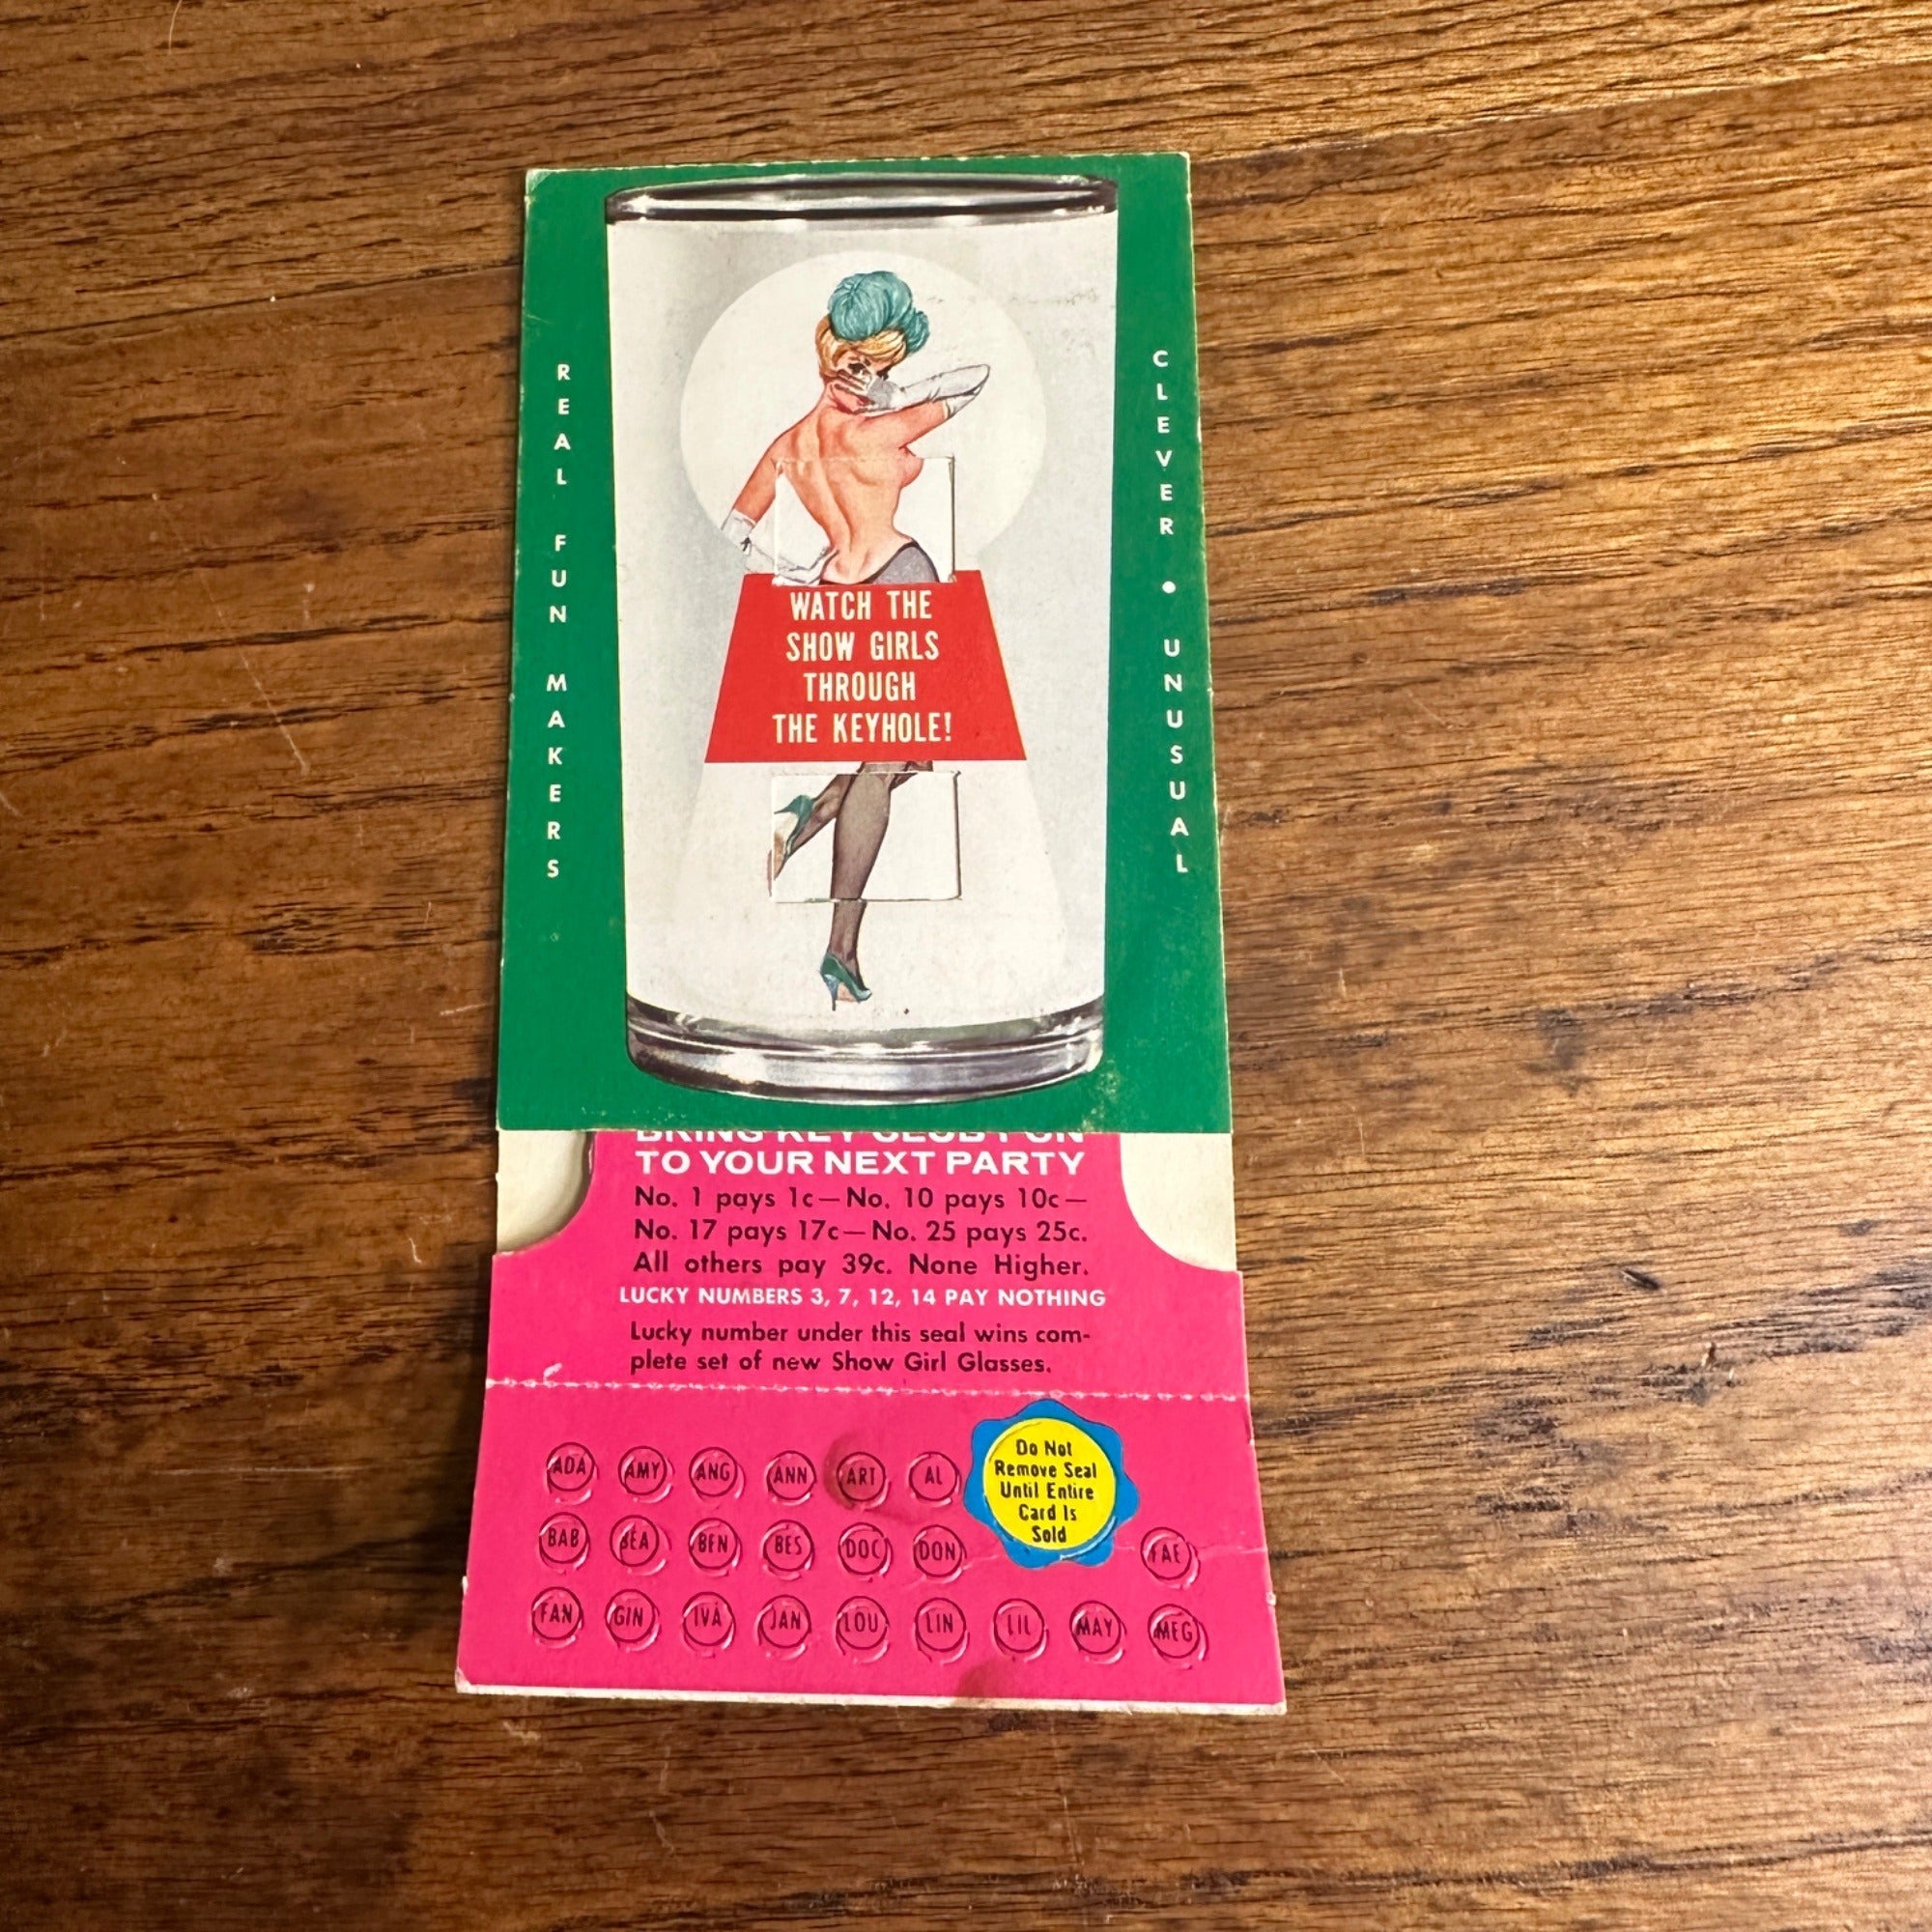 REAL FUN MAKERS
CLEVER • UNUSUAL
WATCH THE
SHOW GIRLS
THROUGH
THE KEYHOLE!
BRING KEY CLUB FUN
TO YOUR NEXT PARTY
No. 1 pays 1c—No. 10 pays 10c—
No. 17 pays 17c—No. 25 pays 25c.
All others pay 39c. None Higher.
LUCKY NUMBERS 3, 7, 12, 14 PAY NOTHING
Lucky number under this seal wins com-
plete set of new Show Girl Glasses.
Do Not
Remove Seal
Until Entire
Card Is
Sold
ADA AMY ANG ANN ART AL
BAB BEA BEN BES DOC DON FAE
FAN GIN IVA JAN LOU LIN LIL MAY MEG